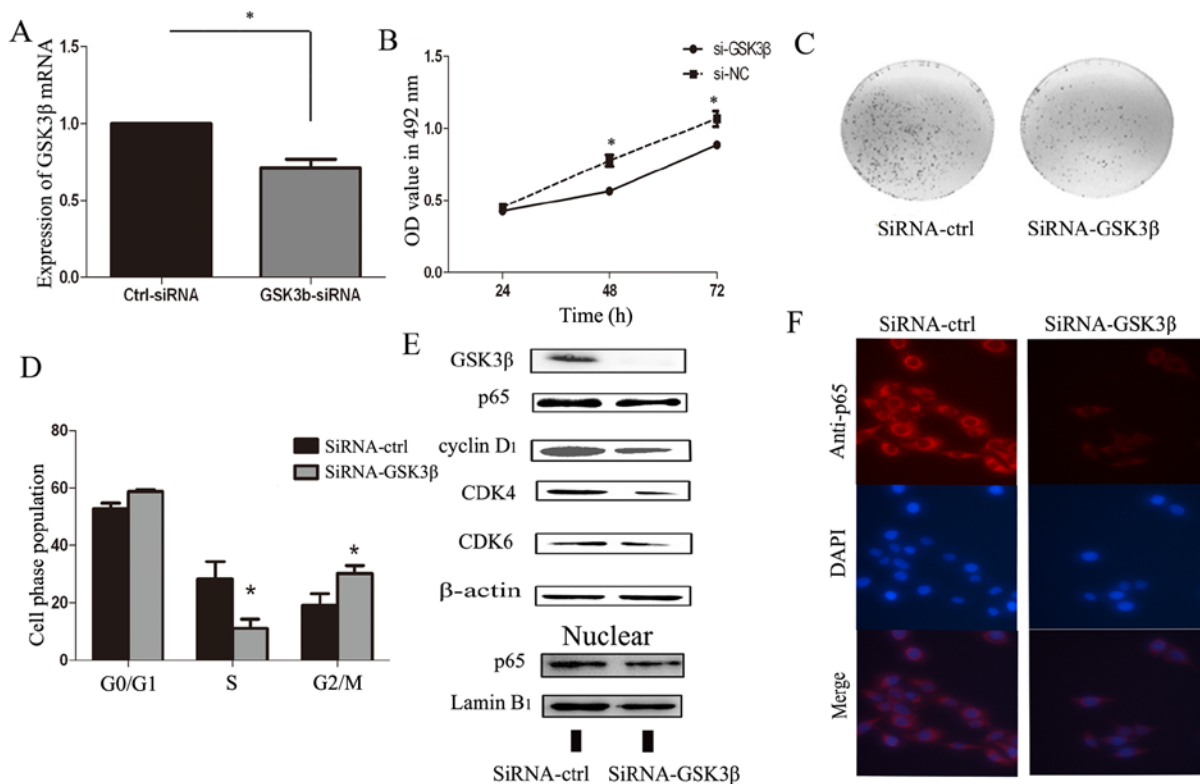 A
*
Expression of GSK3β mRNA
1.5
1.0
0.5
0.0
Ctrl-siRNA
GSK3b-siRNA
B
si-GSK3β
si-NC
OD value in 492 nm
1.5
1.0
0.5
0.0
*
*
24
48
72
Time (h)
C
SiRNA-ctrl
SiRNA-GSK3β
D
SiRNA-ctrl
SiRNA-GSK3β
Cell phase population
80
60
40
20
0
*
*
G0/G1
S
G2/M
E
GSK3β
p65
cyclin D1
CDK4
CDK6
β-actin
Nuclear
p65
Lamin B1
SiRNA-ctrl
SiRNA-GSK3β
F
SiRNA-ctrl
SiRNA-GSK3β
Anti-p65
DAPI
Merge